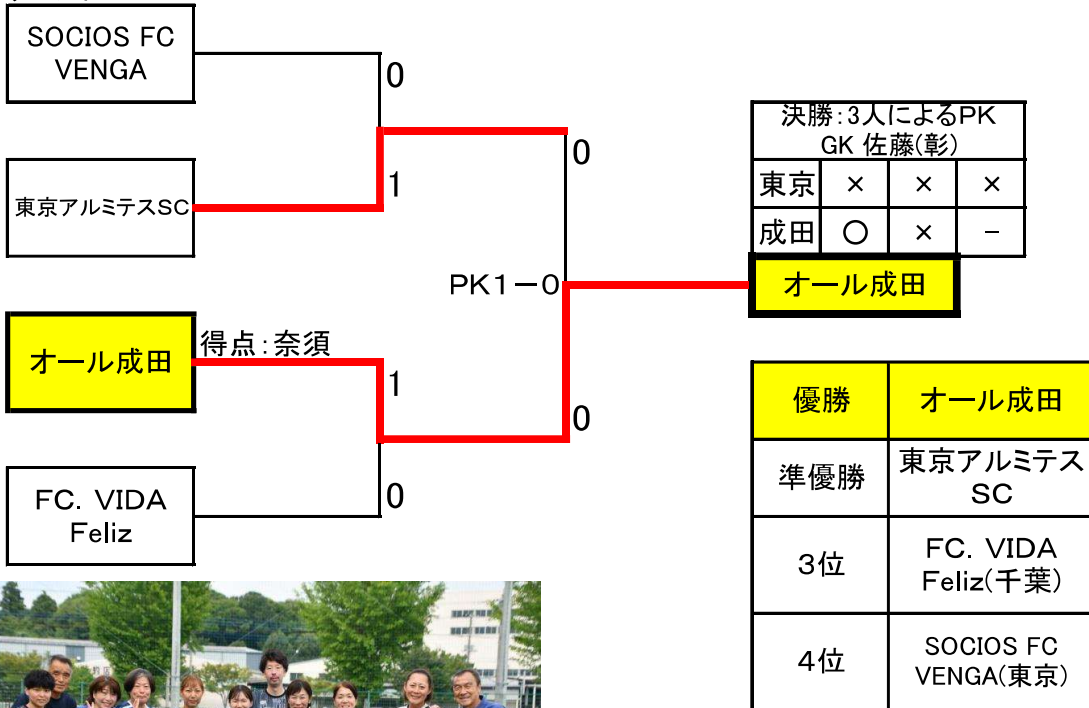 SOCIOS FC
VENGA
0
東京アルミテスSC
1
0
PK1-0
オール成田
得点:奈須
1
0
FC. VIDA
Feliz
0
決勝:3人によるPK
GK 佐藤(彰)
東京 × × ×
成田 〇 × -
オール成田
優勝 オール成田
準優勝 東京アルミテス
SC
3位 FC. VIDA
Feliz(千葉)
4位 SOCIOS FC
VENGA(東京)